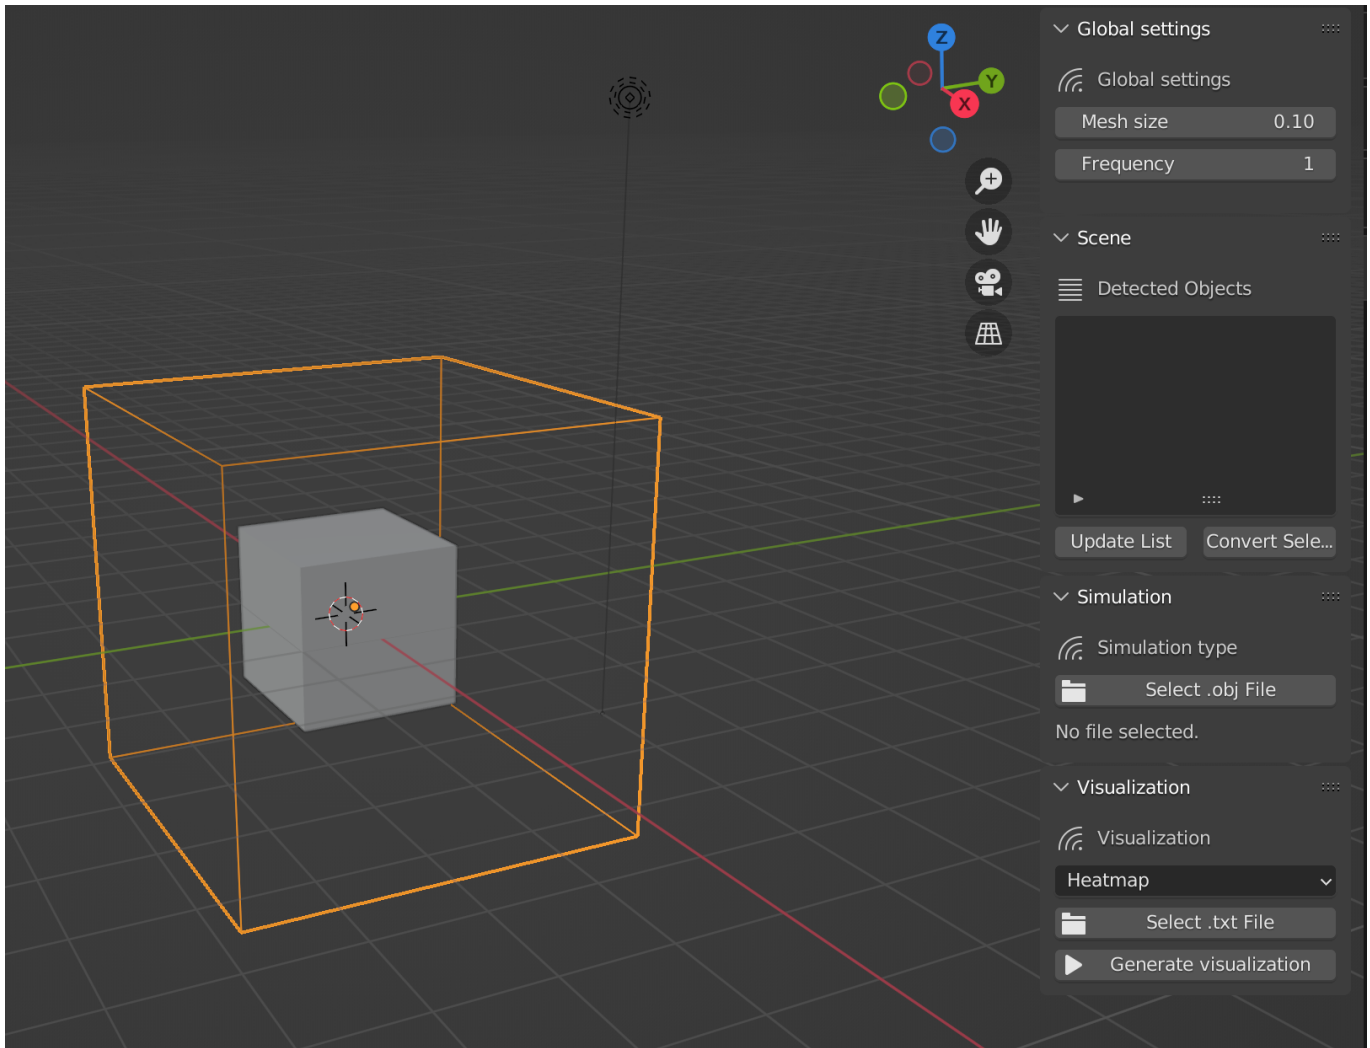 Z
Y
X
Global settings
Global settings
Mesh size 0.10
Frequency 1
Scene
Detected Objects
Update List Convert Sele...
Simulation
Simulation type
Select .obj File
No file selected.
Visualization
Visualization
Heatmap
Select .txt File
Generate visualization